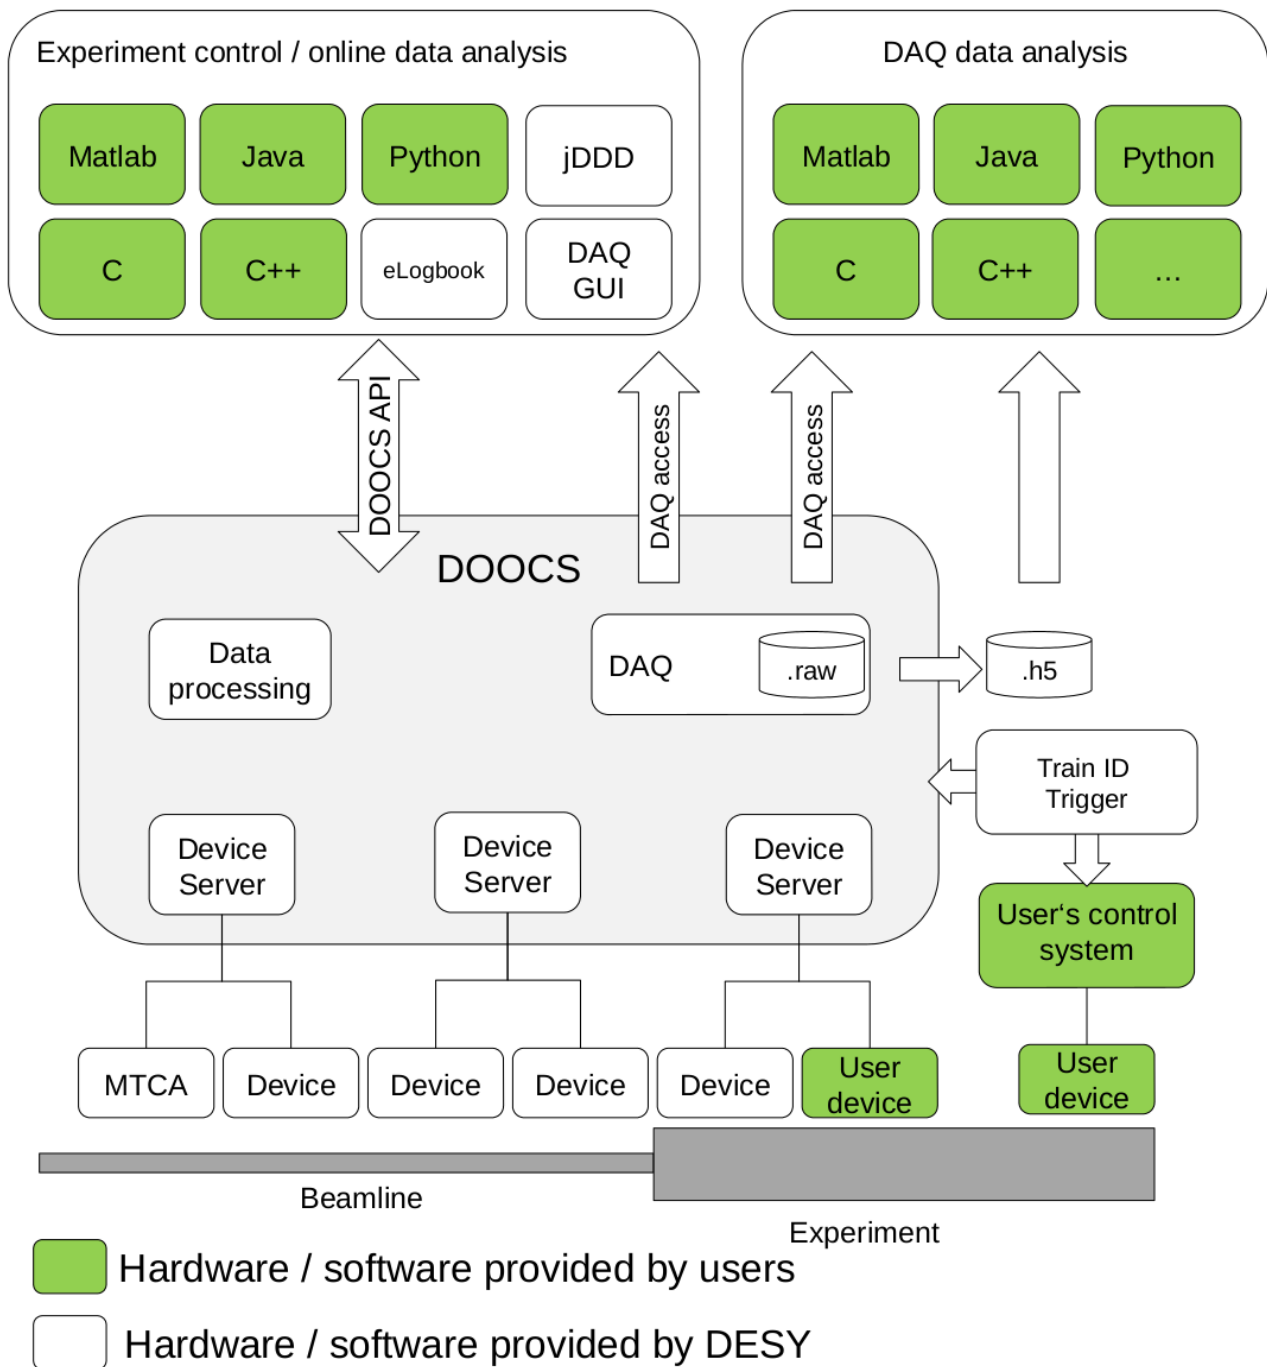 Experiment control / online data analysis
Matlab
Java
Python
jDDD
C
C++
eLogbook
DAQ
GUI
DAQ data analysis
Matlab
Java
Python
C
C++
...
DOOCS API
DAQ access
DAQ access
DOOCS
Data
processing
DAQ
.raw
.h5
Train ID
Trigger
Device
Server
Device
Server
Device
Server
User‘s control
system
MTCA
Device
Device
Device
Device
User
device
User
device
Beamline
Experiment
Hardware / software provided by users
Hardware / software provided by DESY